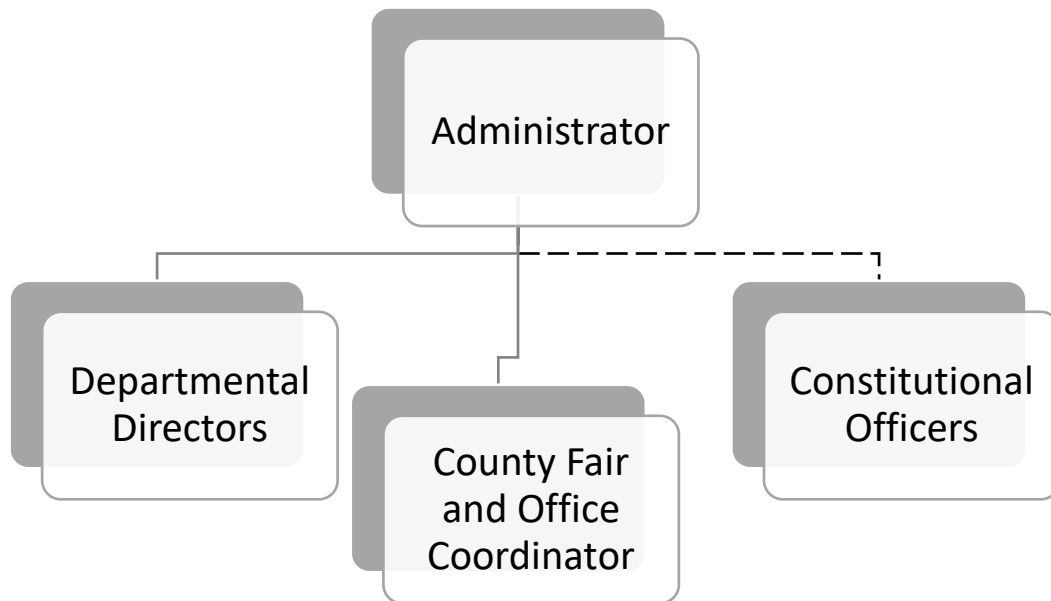 Administrator
Departmental
Directors
County Fair
and Office
Coordinator
Constitutional
Officers